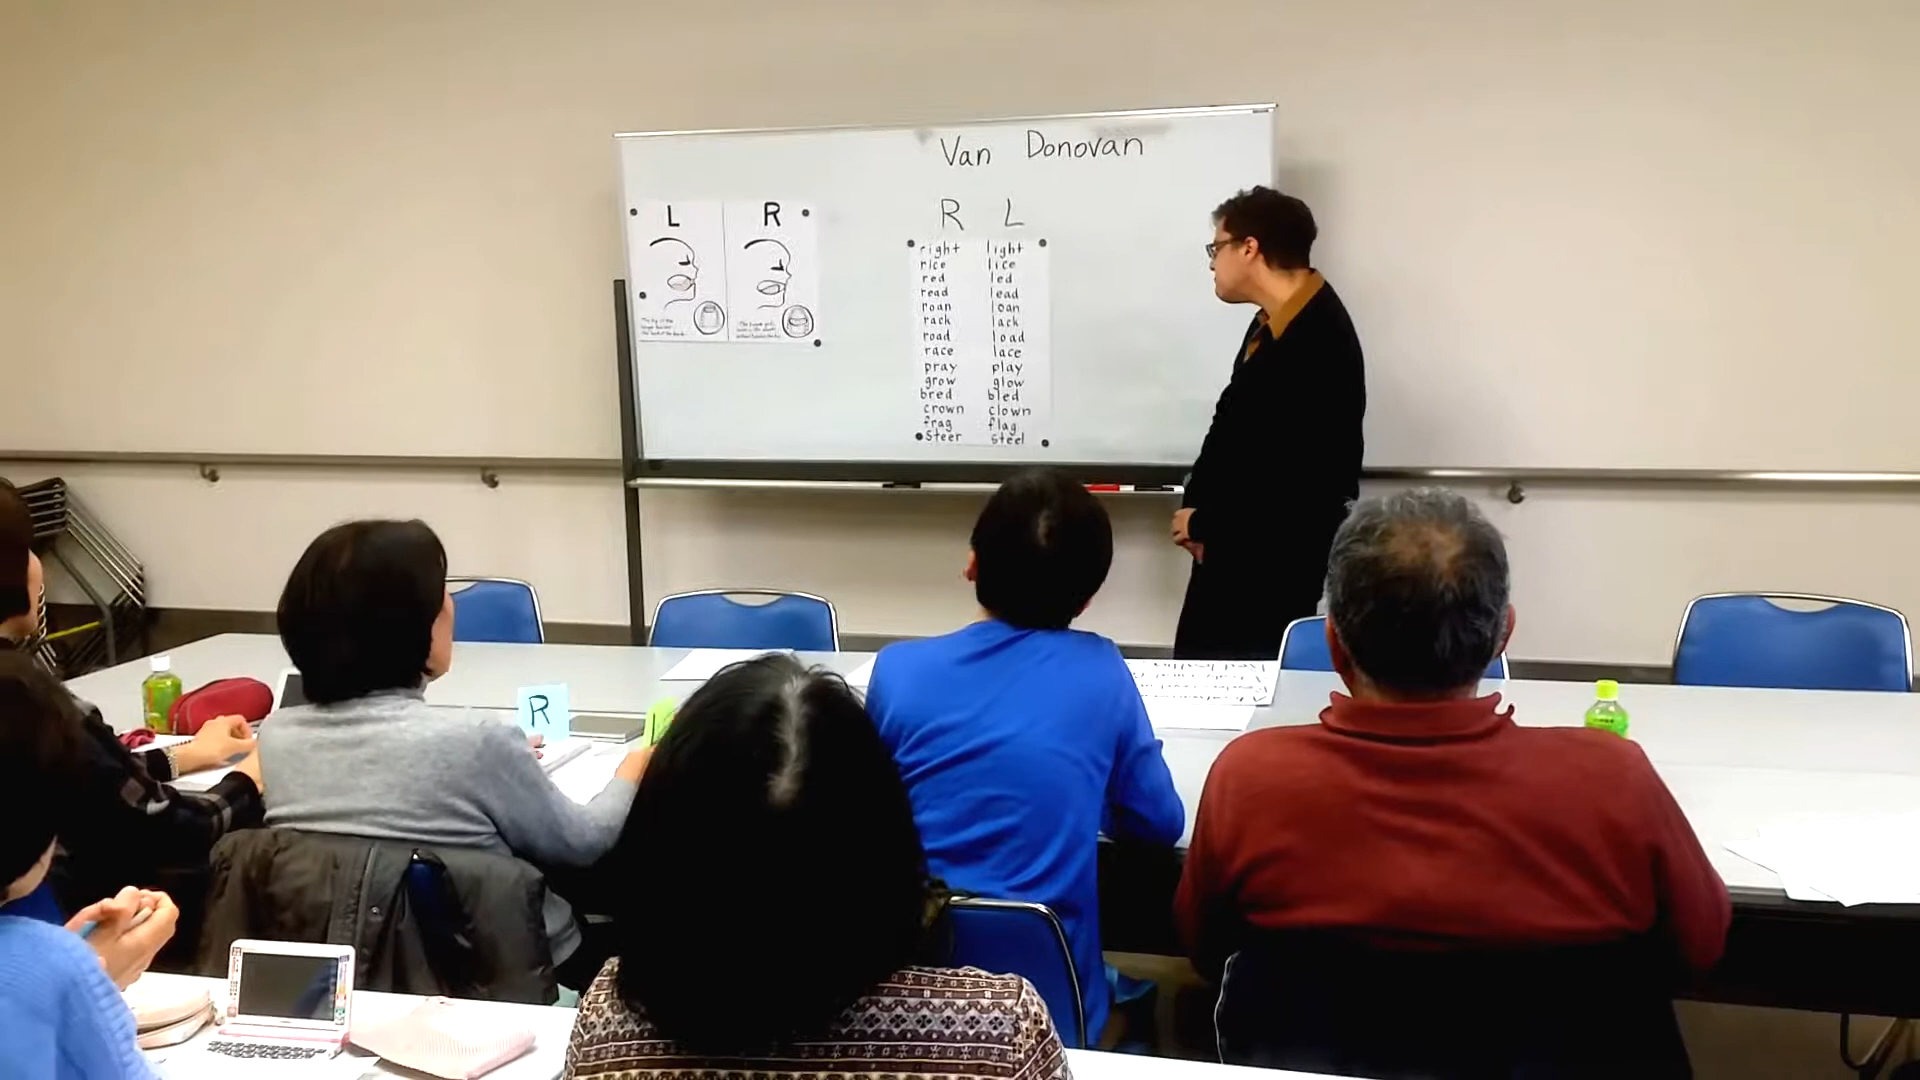 Van Donovan
L R
R L
right light
rice lice
red led
read lead
roan loan
rack lack
road load
race lace
pray play
grow glow
bred bled
crown clown
frag flag
steer steel
R